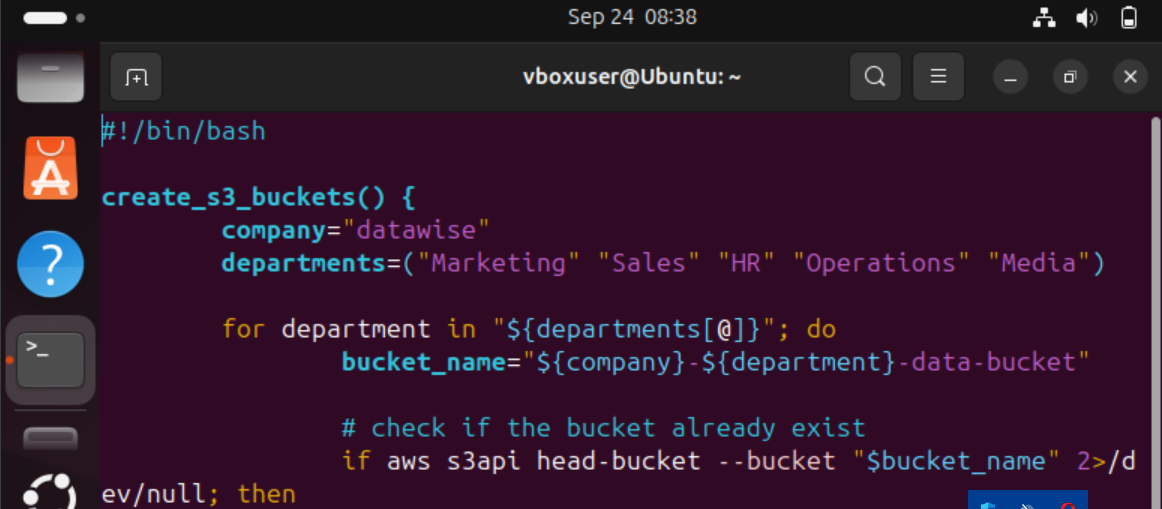 Sep 24 08:38
vboxuser@Ubuntu: ~
#!/bin/bash
create_s3_buckets() {
company="datawise"
departments=("Marketing" "Sales" "HR" "Operations" "Media")
for department in "${departments[@]}"; do
bucket_name="${company}-${department}-data-bucket"
# check if the bucket already exist
if aws s3api head-bucket --bucket "$bucket_name" 2>/d
ev/null; then